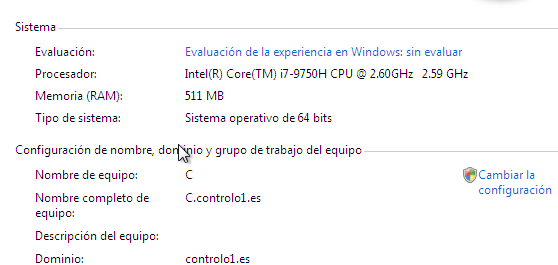 Sistema
Evaluación: Evaluación de la experiencia en Windows: sin evaluar
Procesador: Intel(R) Core(TM) i7-9750H CPU @ 2.60GHz 2.59 GHz
Memoria (RAM): 511 MB
Tipo de sistema: Sistema operativo de 64 bits
Configuración de nombre, dominio y grupo de trabajo del equipo
Nombre de equipo: C
Cambiar la
configuración
Nombre completo de
equipo: C.controlo1.es
Descripción del equipo:
Dominio: controlo1.es